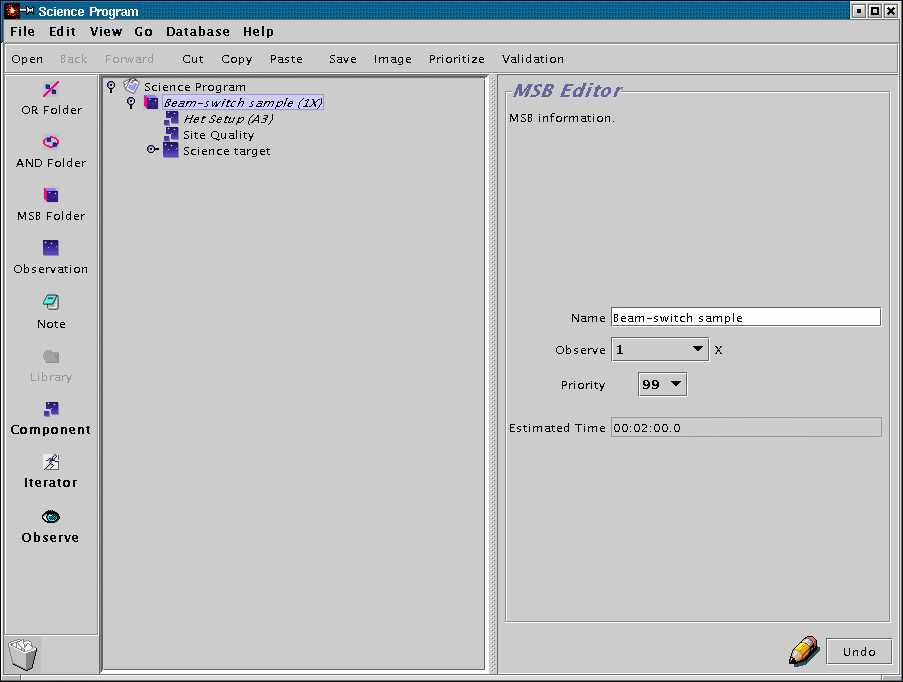 Science Program
File Edit View Go Database Help
Open Back Forward Cut Copy Paste Save Image Prioritize Validation
OR Folder
AND Folder
MSB Folder
Observation
Note
Library
Component
Iterator
Observe
Science Program
Beam-switch sample (1X)
Het Setup (A3)
Site Quality
Science target
MSB Editor
MSB information.
Name Beam-switch sample
Observe 1 X
Priority 99
Estimated Time 00:02:00.0
Undo